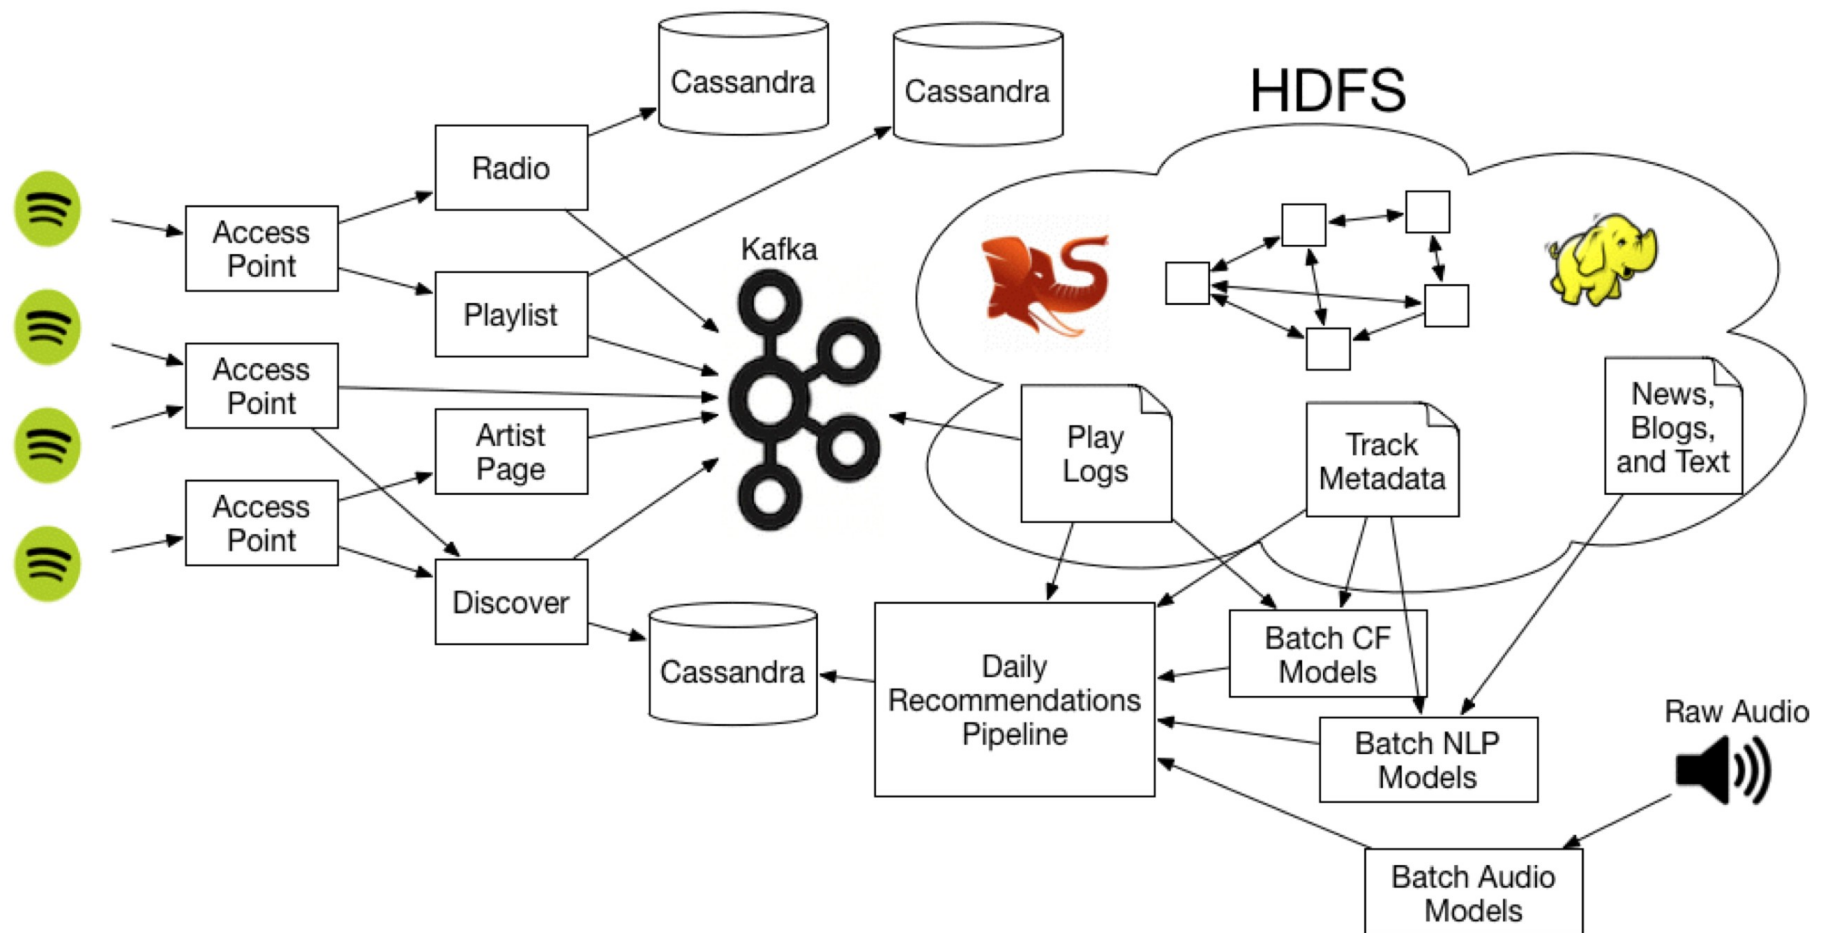 Cassandra
Cassandra
HDFS
Radio
Access
Point
Kafka
Playlist
Access
Point
Artist
Page
Access
Point
Discover
Cassandra
Play
Logs
Track
Metadata
News,
Blogs,
and Text
Daily
Recommendations
Pipeline
Batch CF
Models
Batch NLP
Models
Raw Audio
Batch Audio
Models